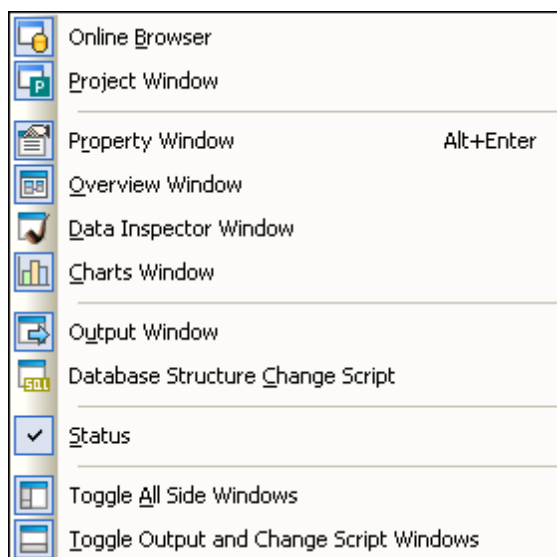 Online Browser
P
Project Window
Property Window Alt+Enter
Overview Window
Data Inspector Window
Charts Window
Output Window
SQL
Database Structure Change Script
Status
Toggle All Side Windows
Toggle Output and Change Script Windows